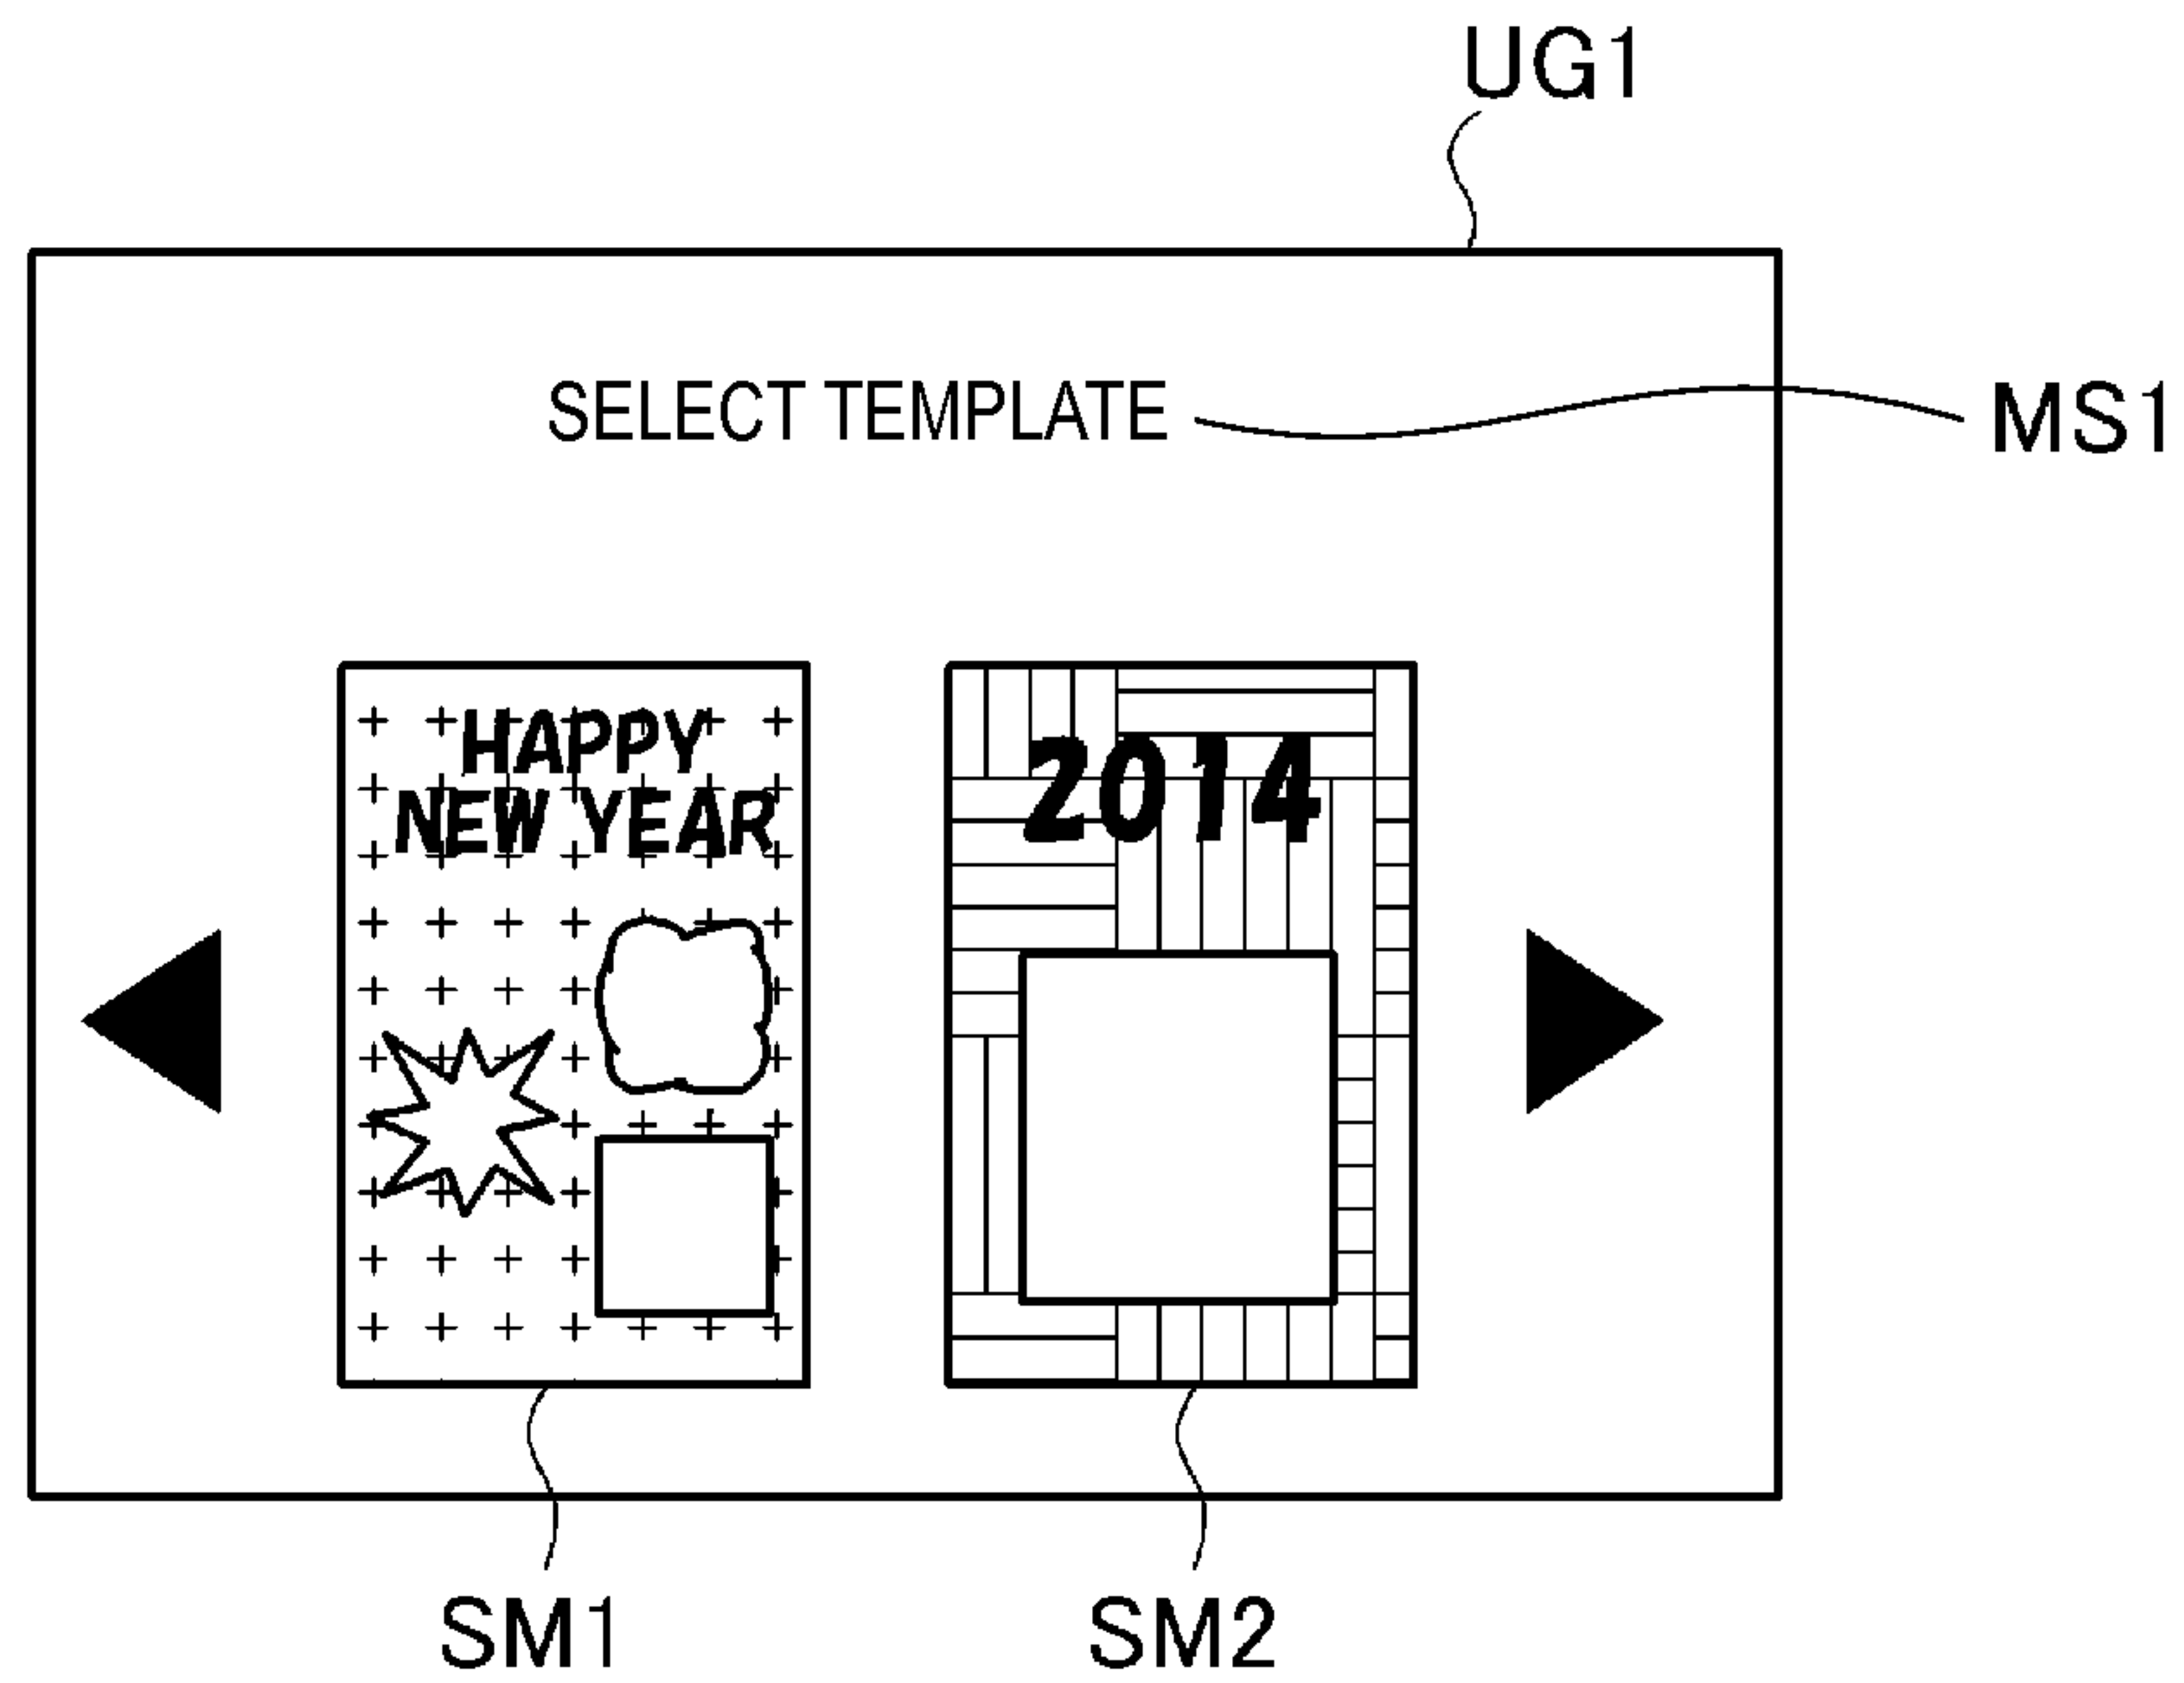 UG1
SELECT TEMPLATE
MS1
HAPPY
NEW YEAR
2014
SM1
SM2